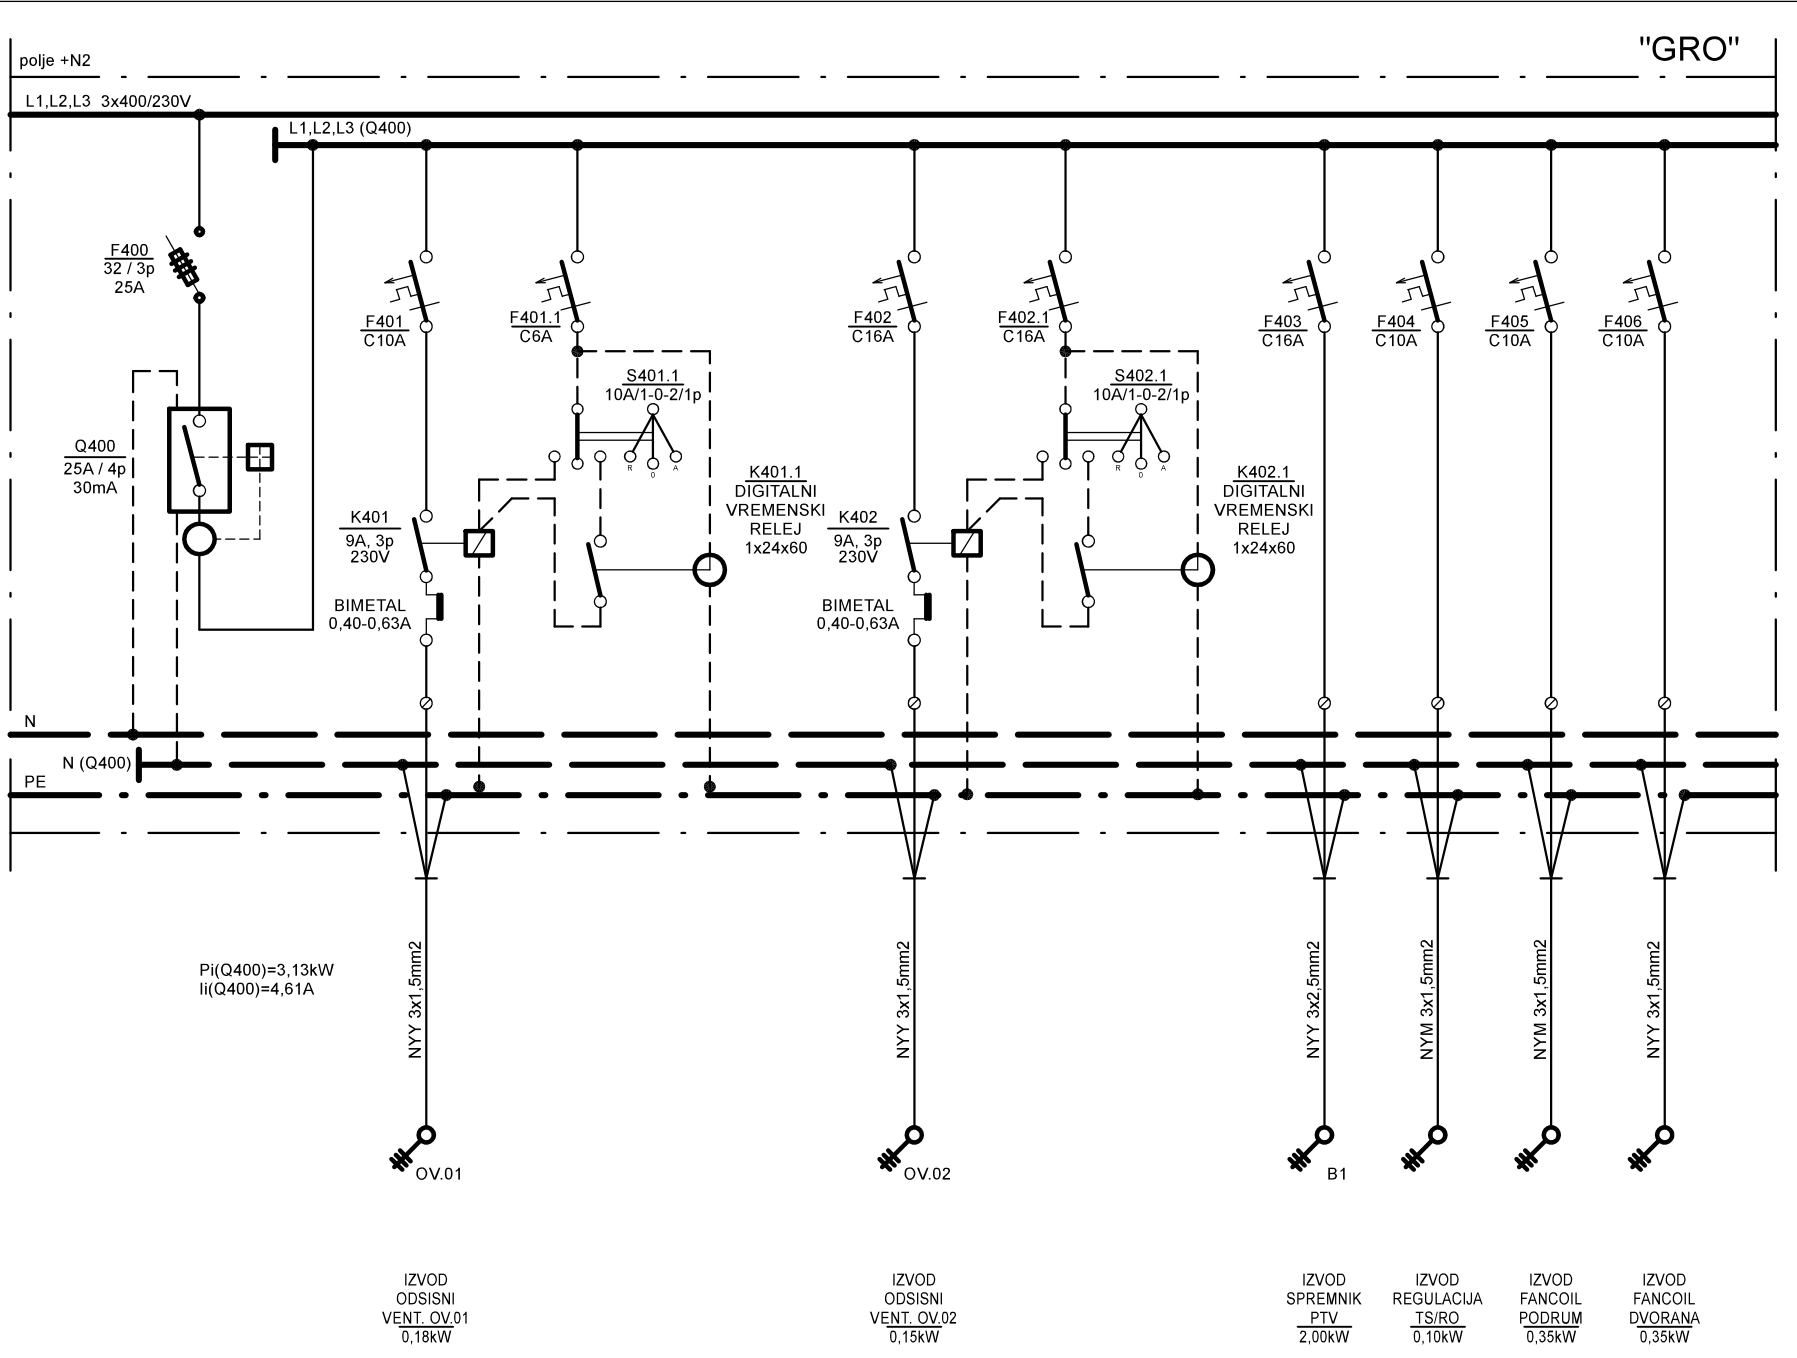 "GRO"
polje +N2
L1,L2,L3  3x400/230V
L1,L2,L3 (Q400)
F400
32 / 3p
25A
F401
C10A
F401.1
C6A
F402
C16A
F402.1
C16A
F403
C16A
F404
C10A
F405
C10A
F406
C10A
S401.1
10A/1-0-2/1p
R
0
A
S402.1
10A/1-0-2/1p
R
0
A
Q400
25A / 4p
30mA
K401.1
DIGITALNI
VREMENSKI
RELEJ
1x24x60
K402.1
DIGITALNI
VREMENSKI
RELEJ
1x24x60
K401
9A, 3p
230V
K402
9A, 3p
230V
BIMETAL
0,40-0,63A
BIMETAL
0,40-0,63A
N
N (Q400)
PE
Pi(Q400)=3,13kW
Ii(Q400)=4,61A
NYY 3x1,5mm2
NYY 3x1,5mm2
NYY 3x2,5mm2
NYM 3x1,5mm2
NYM 3x1,5mm2
NYY 3x1,5mm2
OV.01
OV.02
B1
IZVOD
ODSISNI
VENT. OV.01
0,18kW
IZVOD
ODSISNI
VENT. OV.02
0,15kW
IZVOD
SPREMNIK
PTV
2,00kW
IZVOD
REGULACIJA
TS/RO
0,10kW
IZVOD
FANCOIL
PODRUM
0,35kW
IZVOD
FANCOIL
DVORANA
0,35kW